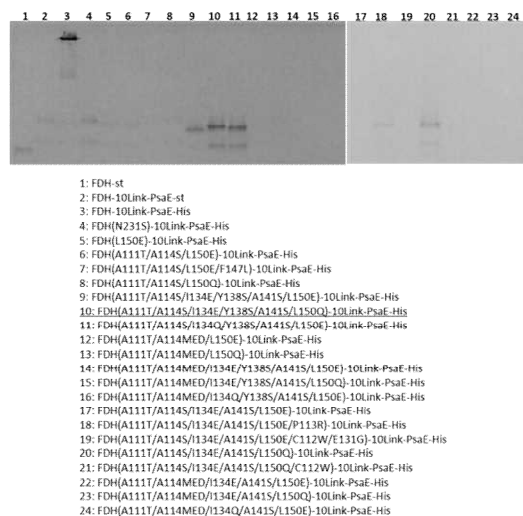 1 2 3 4 5 6 7 8 9 10 11 12 13 14 15 16 17 18 19 20 21 22 23 24
1: FDH-st
2: FDH-10Link-PsaE-st
3: FDH-10Link-PsaE-His
4: FDH{N231S}-10Link-PsaE-His
5: FDH{L150E}-10Link-PsaE-His
6: FDH{A111T/A114S/L150E}-10Link-PsaE-His
7: FDH{A111T/A114S/L150E/F147L}-10Link-PsaE-His
8: FDH{A111T/A114S/L150Q}-10Link-PsaE-His
9: FDH{A111T/A114S/I134E/Y138S/A141S/L150E}-10Link-PsaE-His
10: FDH{A111T/A114S/I134E/Y138S/A141S/L150Q}-10Link-PsaE-His
11: FDH{A111T/A114S/I134Q/Y138S/A141S/L150E}-10Link-PsaE-His
12: FDH{A111T/A114MED/L150E}-10Link-PsaE-His
13: FDH{A111T/A114MED/L150Q}-10Link-PsaE-His
14: FDH{A111T/A114MED/I134E/Y138S/A141S/L150E}-10Link-PsaE-His
15: FDH{A111T/A114MED/I134E/Y138S/A141S/L150Q}-10Link-PsaE-His
16: FDH{A111T/A114MED/I134Q/Y138S/A141S/L150E}-10Link-PsaE-His
17: FDH{A111T/A114S/I134E/A141S/L150E}-10Link-PsaE-His
18: FDH{A111T/A114S/I134E/A141S/L150E/P113R}-10Link-PsaE-His
19: FDH{A111T/A114S/I134E/A141S/L150E/C112W/E131G}-10Link-PsaE-His
20: FDH{A111T/A114S/I134E/A141S/L150Q}-10Link-PsaE-His
21: FDH{A111T/A114S/I134E/A141S/L150Q/C112W}-10Link-PsaE-His
22: FDH{A111T/A114MED/I134E/A141S/L150E}-10Link-PsaE-His
23: FDH{A111T/A114MED/I134E/A141S/L150Q}-10Link-PsaE-His
24: FDH{A111T/A114MED/I134Q/A141S/L150E}-10Link-PsaE-His